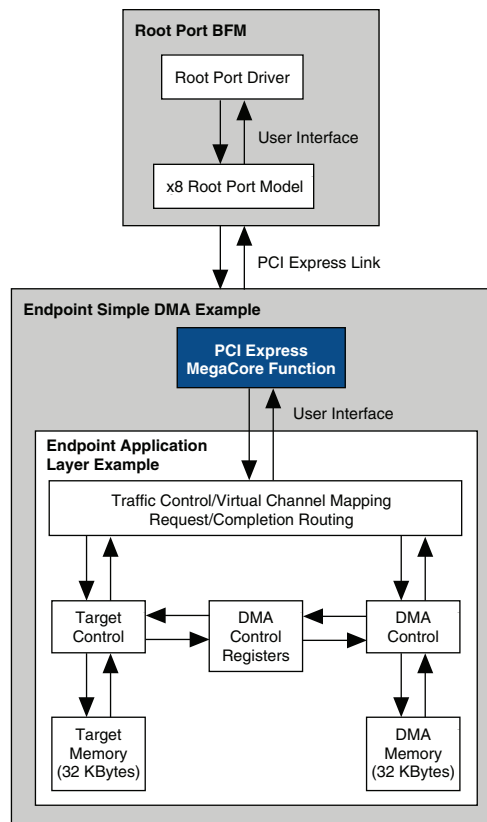 Root Port BFM
Root Port Driver
User Interface
x8 Root Port Model
PCI Express Link
Endpoint Simple DMA Example
PCI Express
MegaCore Function
User Interface
Endpoint Application
Layer Example
Traffic Control/Virtual Channel Mapping
Request/Completion Routing
Target
Control
DMA
Control
Registers
DMA
Control
Target
Memory
(32 KBytes)
DMA
Memory
(32 KBytes)